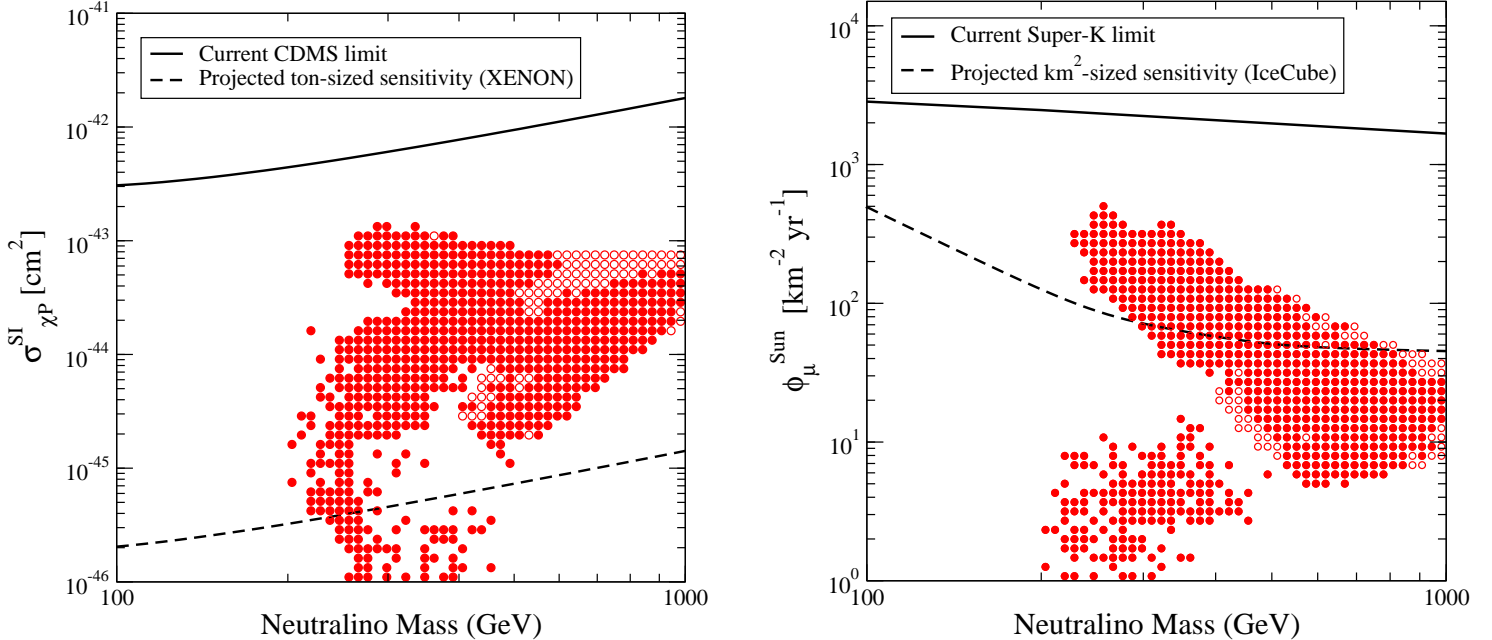 10^-41
10^-42
10^-43
10^-44
10^-45
10^-46
σ^SI_χP [cm^2]
Current CDMS limit
Projected ton-sized sensitivity (XENON)
100
1000
Neutralino Mass (GeV)
10^4
10^3
10^2
10^1
10^0
ϕ_μ^Sun [km^-2 yr^-1]
Current Super-K limit
Projected km^2-sized sensitivity (IceCube)
100
1000
Neutralino Mass (GeV)